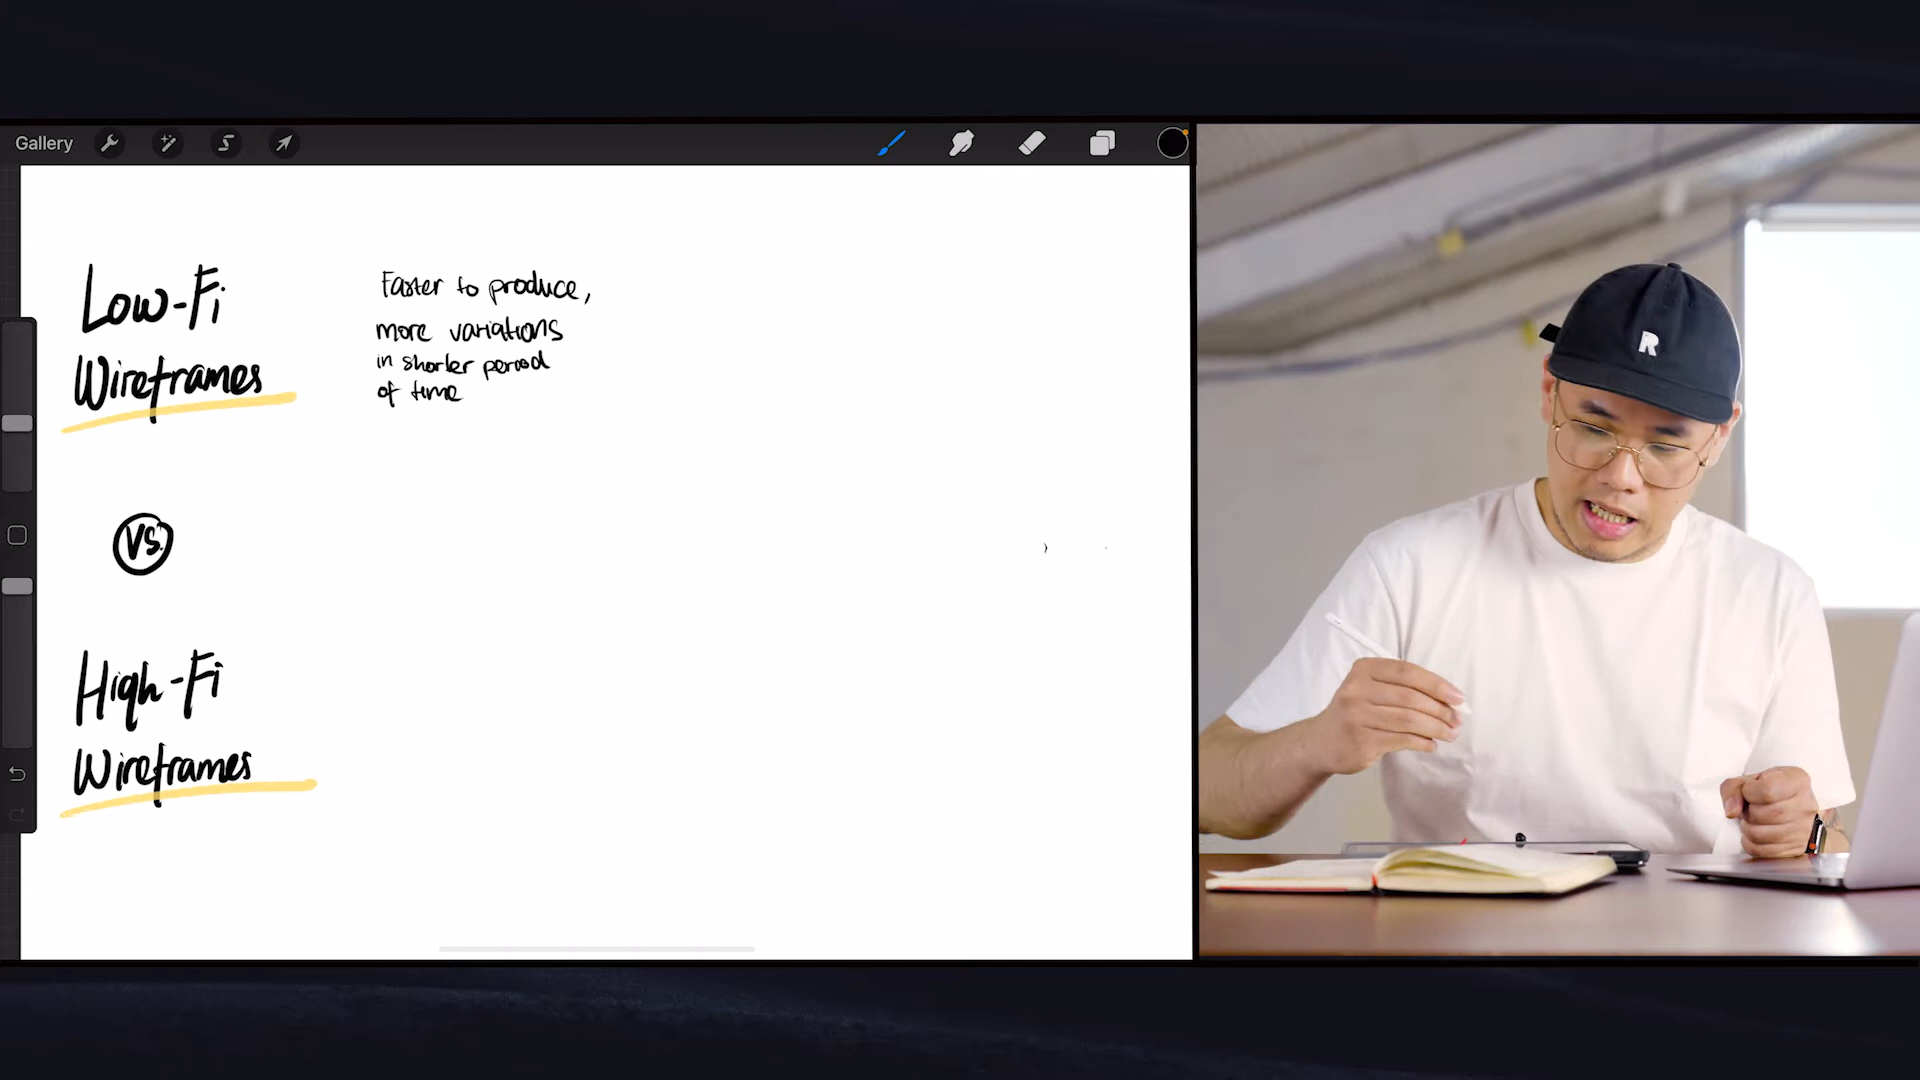 Gallery
Low-Fi
Wireframes
Faster to produce,
more variations
in shorter period
of time
VS.
High-Fi
Wireframes
R